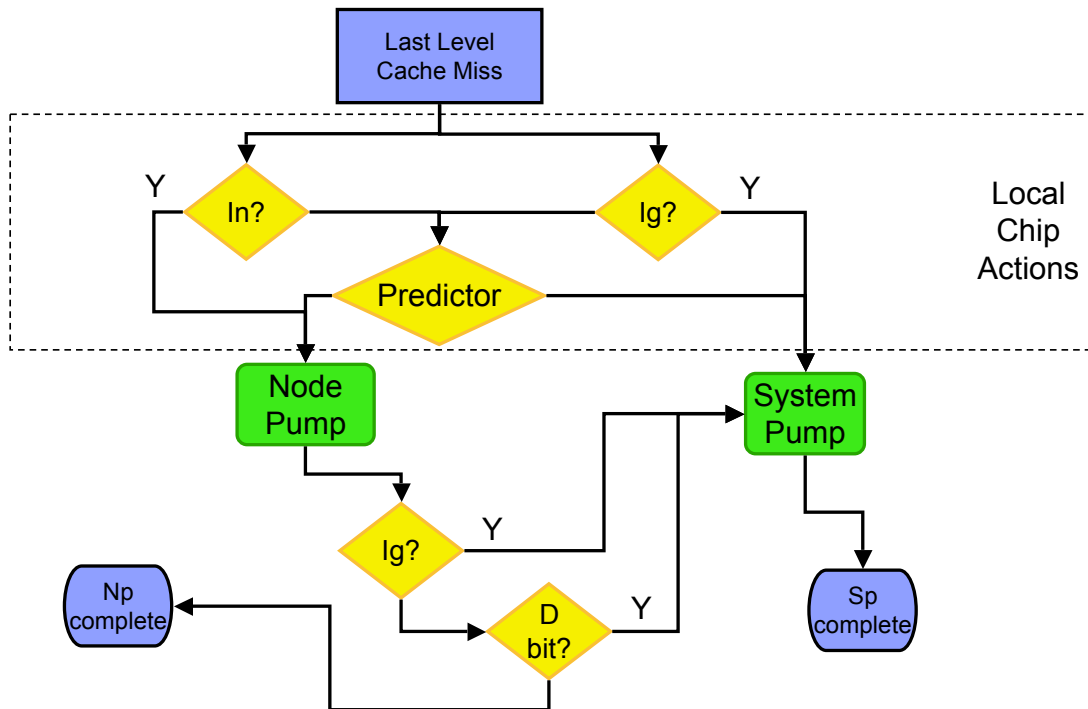 Last Level
Cache Miss
Y
In?
Ig?
Y
Local
Chip
Actions
Predictor
Node
Pump
System
Pump
Ig?
Y
Np
complete
D
bit?
Y
Sp
complete